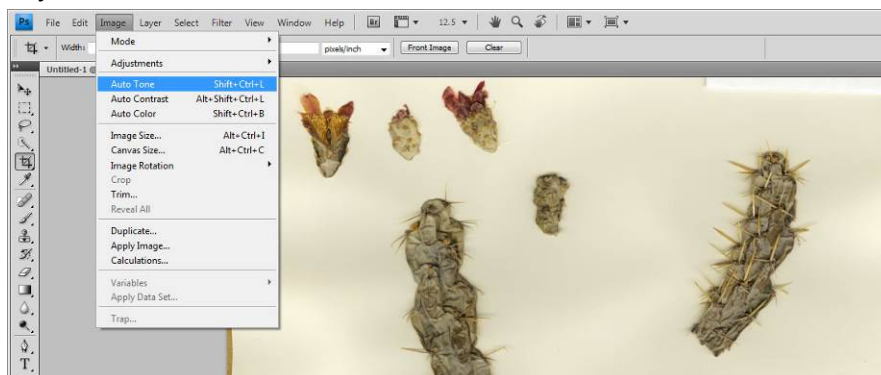 Ps File Edit Image Layer Select Filter View Window Help Br 12.5
Width: pixels/inch Front Image Clear
Untitled-1 @
Mode
Adjustments
Auto Tone Shift+Ctrl+L
Auto Contrast Alt+Shift+Ctrl+L
Auto Color Shift+Ctrl+B
Image Size... Alt+Ctrl+I
Canvas Size... Alt+Ctrl+C
Image Rotation
Crop
Trim...
Reveal All
Duplicate...
Apply Image...
Calculations...
Variables
Apply Data Set...
Trap...
T